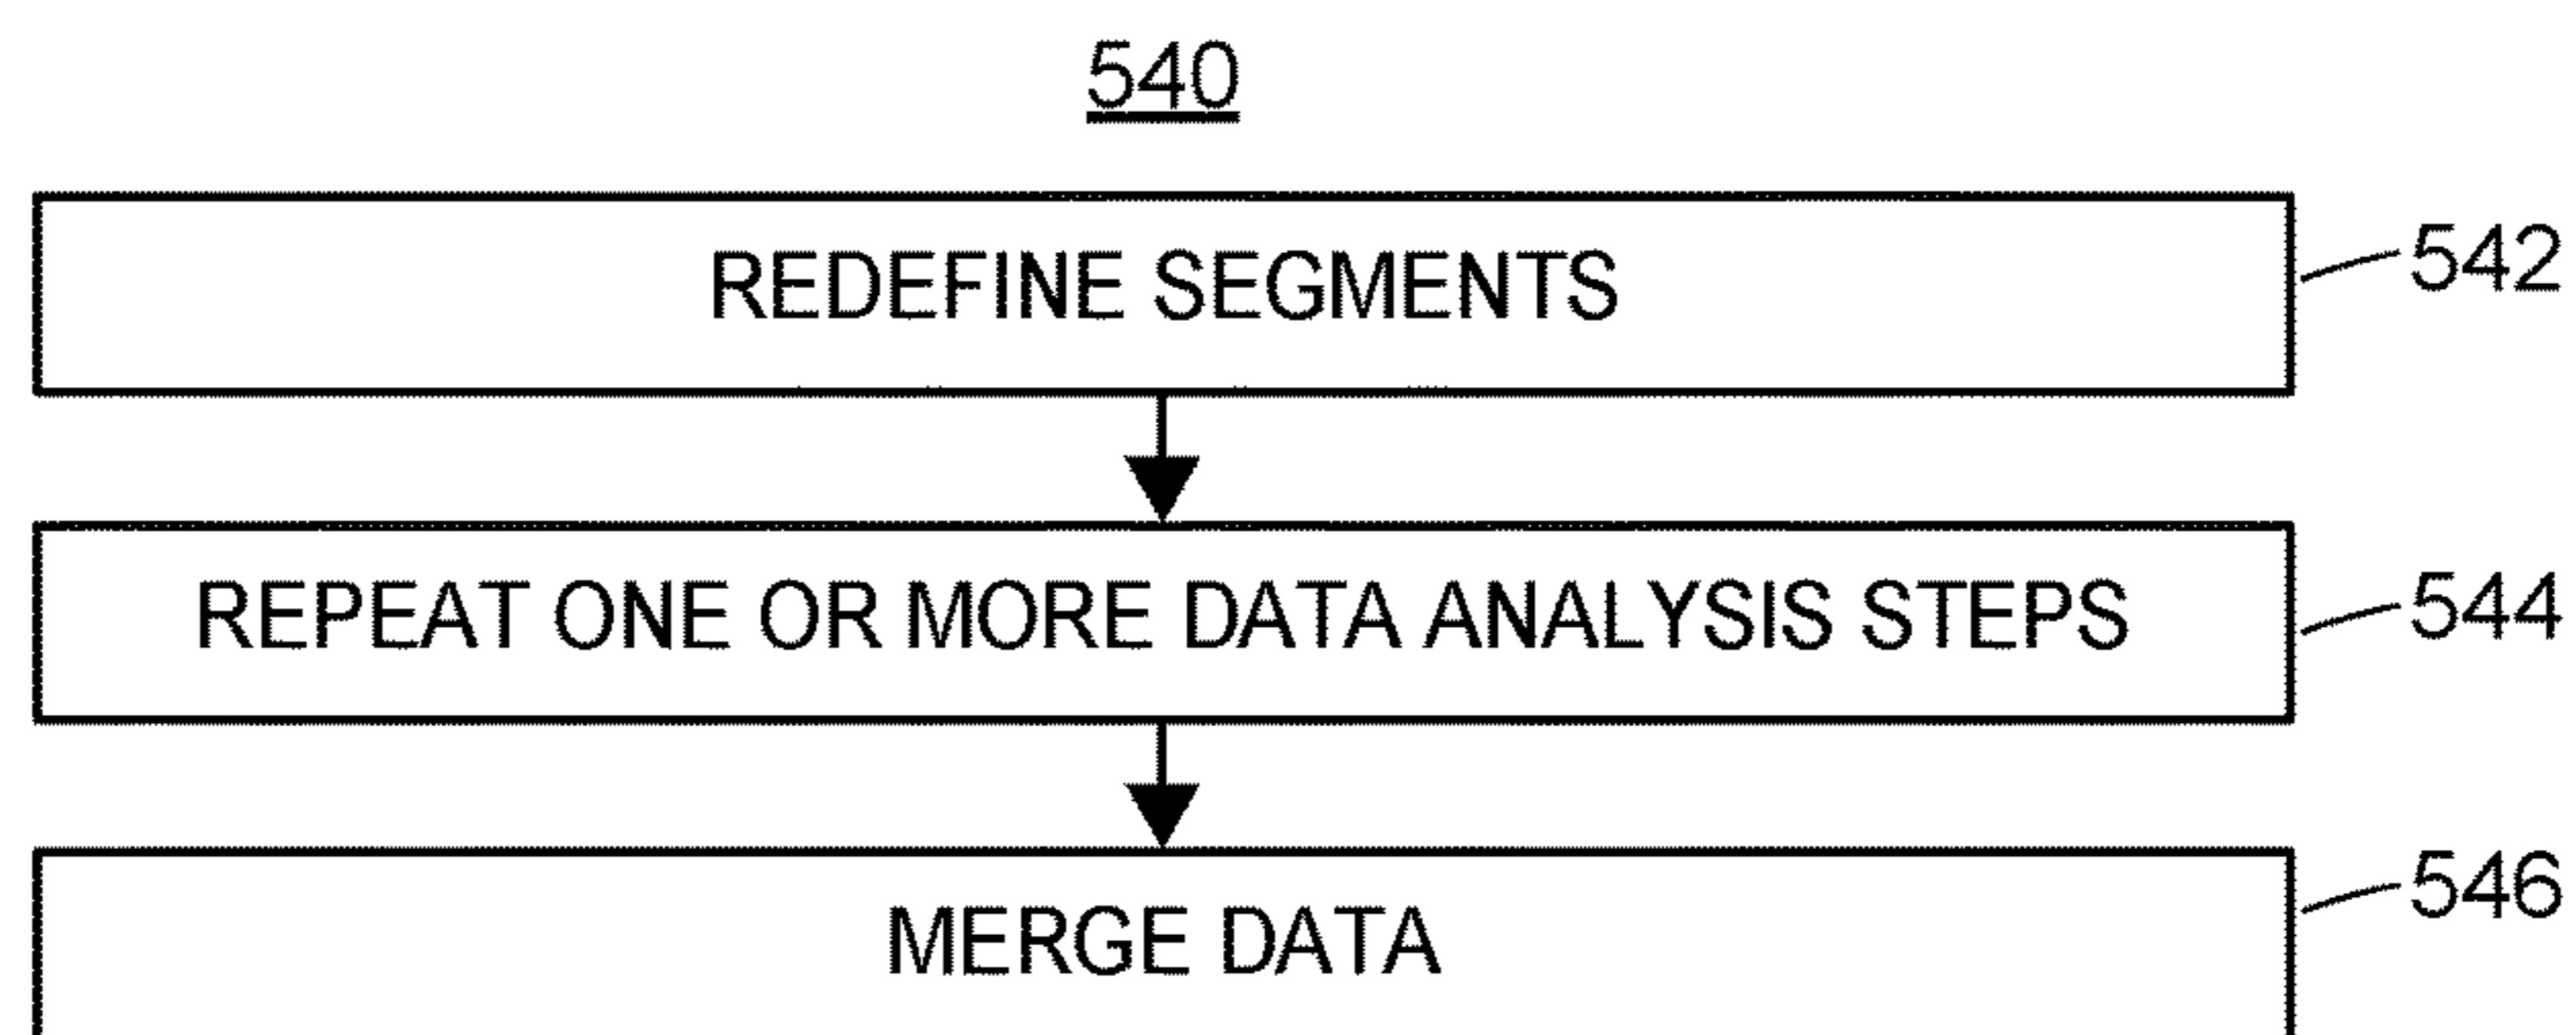 540
REDEFINE SEGMENTS
542
REPEAT ONE OR MORE DATA ANALYSIS STEPS
544
MERGE DATA
546